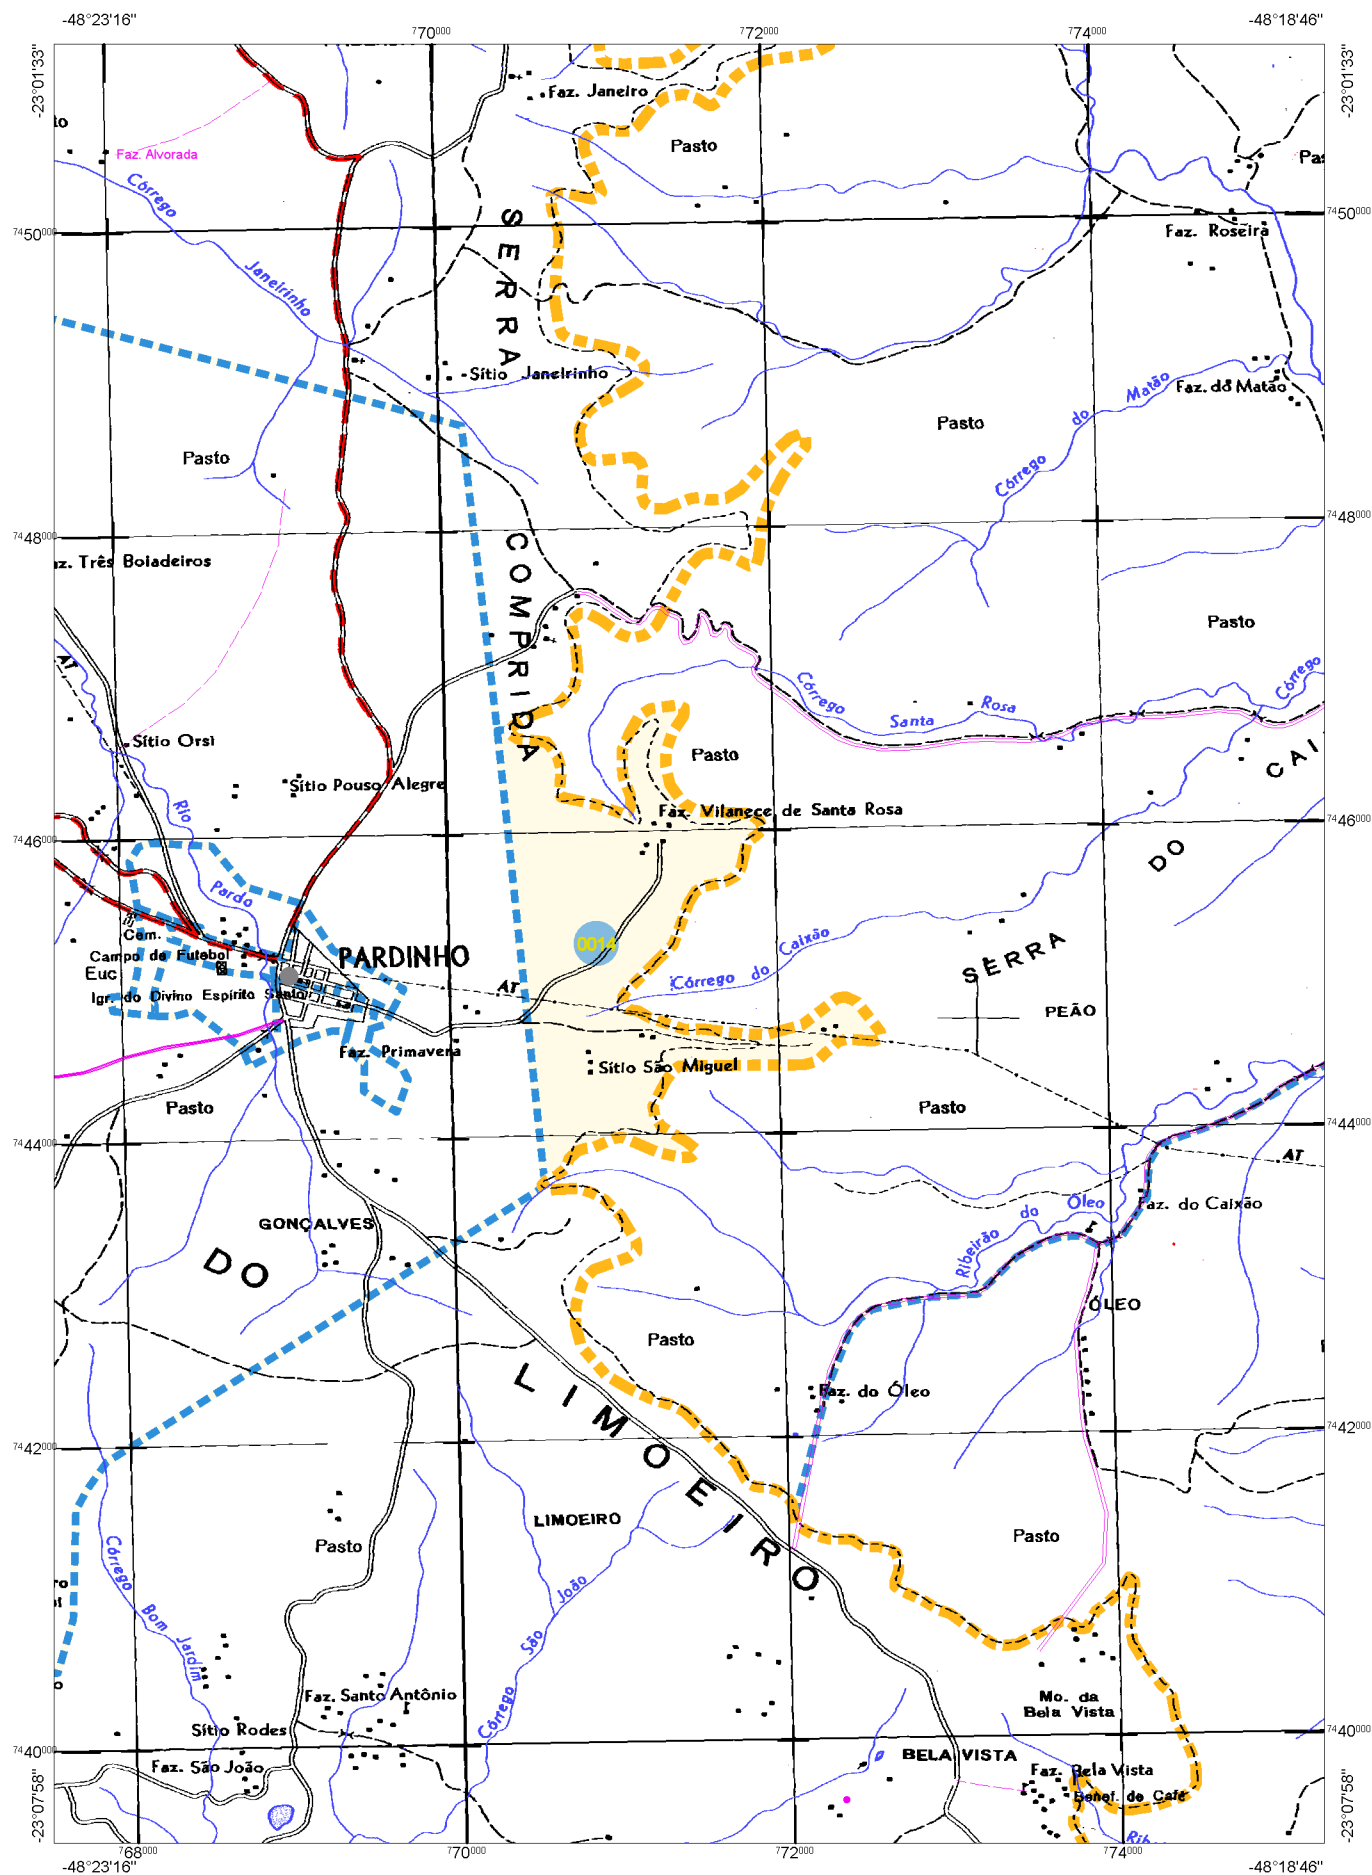 -48°23'16"
770000
772000
774000
-48°18'46"
-23°01'33"
-23°01'33"
Faz. Janeiro
Pasto
Faz. Alvorada
Córrego
Janeirinho
SERRA
7450000
7450000
Faz. Roseira
Sítio Janeirinho
Faz. do Matão
Córrego do Matão
Pasto
Pasto
7448000
7448000
COMPRIDA
az. Três Boiadeiros
Pasto
AT
Córrego Santa Rosa
Córrego
Sítio Orsi
Pasto
CAI
Sítio Pouso Alegre
Rio
Pardo
Faz. Vilanece de Santa Rosa
7446000
7446000
DO
SERRA
Cem.
Campo de Futebol
PARDINHO
0014
Córrego do Caixão
Euc
Igr. do Divino Espírito Santo
AT
Córrego do Caixão
PEÃO
Faz. Primavera
Sítio São Miguel
Pasto
Pasto
7444000
7444000
AT
Faz. do Caixão
Ribeirão do Óleo
GONÇALVES
DO
ÓLEO
Pasto
LIMOEIRO
Faz. do Óleo
7442000
7442000
LIMOEIRO
Pasto
Pasto
Córrego Bom Jardim
Córrego São João
Faz. Santo Antônio
Mo. da
Bela Vista
Sítio Rodes
7440000
7440000
Faz. São João
BELA VISTA
Faz. Bela Vista
Benef. de Café
Ribe
-23°07'58"
-23°07'58"
768000
770000
772000
774000
-48°23'16"
-48°18'46"